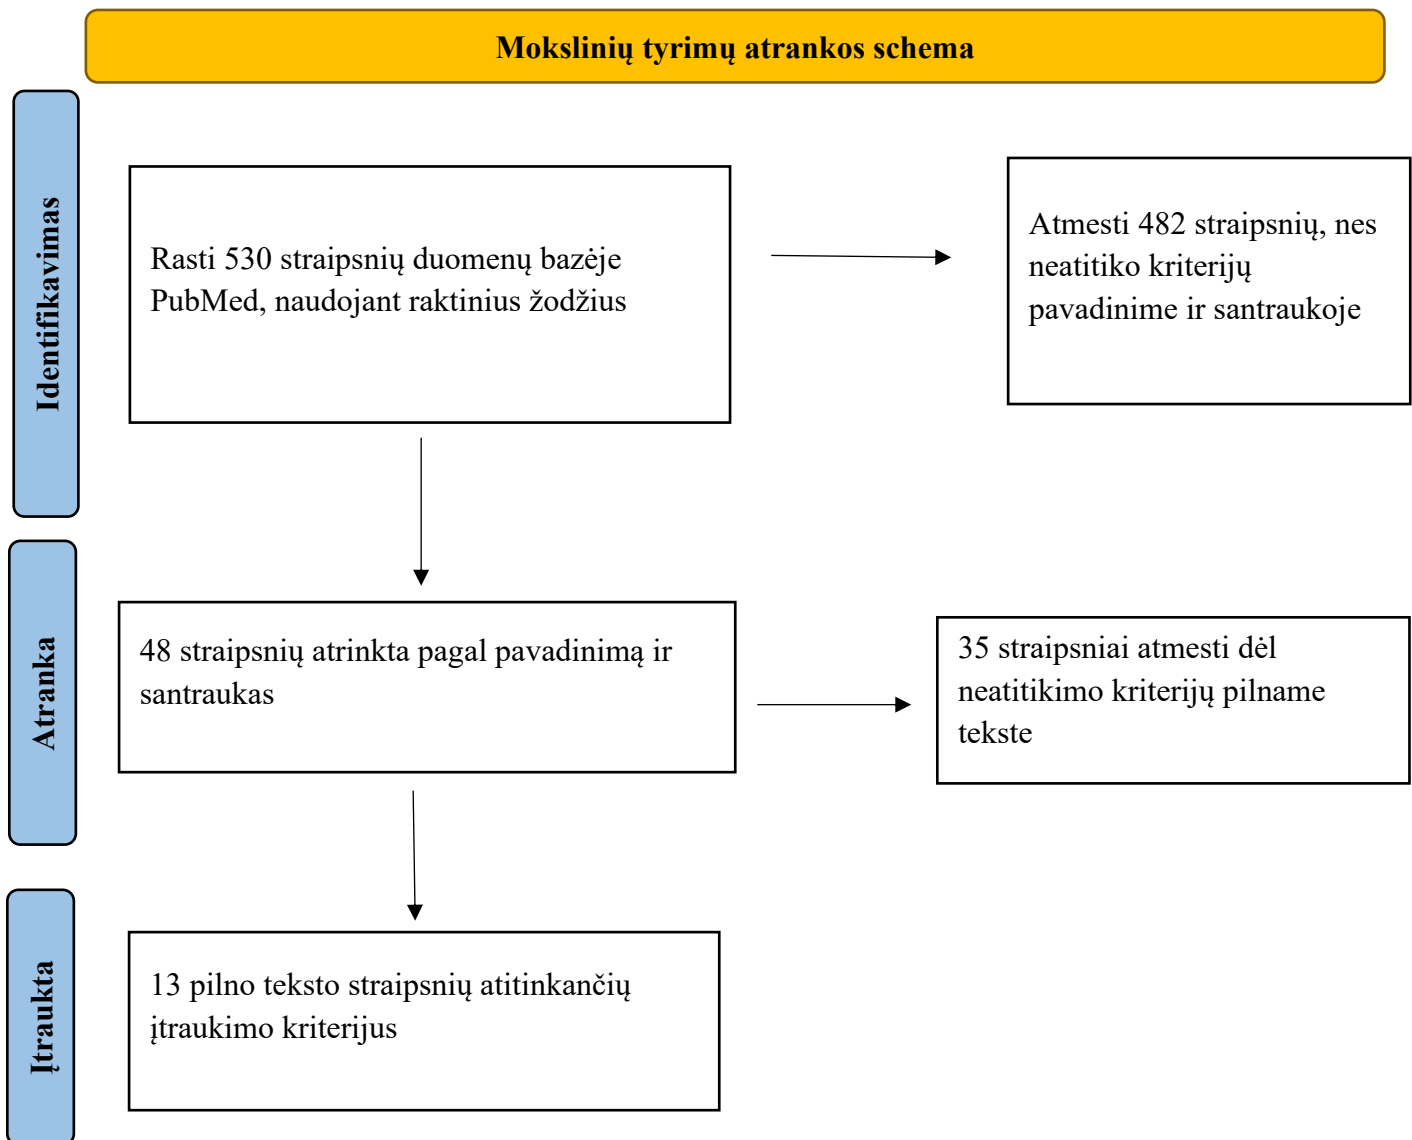 Mokslinių tyrimų atrankos schema
Identifikavimas
Rasti 530 straipsnių duomenų bazėje
PubMed, naudojant raktinius žodžius
Atmesti 482 straipsnių, nes
neatitiko kriterijų
pavadinime ir santraukoje
Atranka
48 straipsnių atrinkta pagal pavadinimą ir
santraukas
35 straipsniai atmesti dėl
neatitikimo kriterijų pilname
tekste
Įtraukta
13 pilno teksto straipsnių atitinkančių
įtraukimo kriterijus